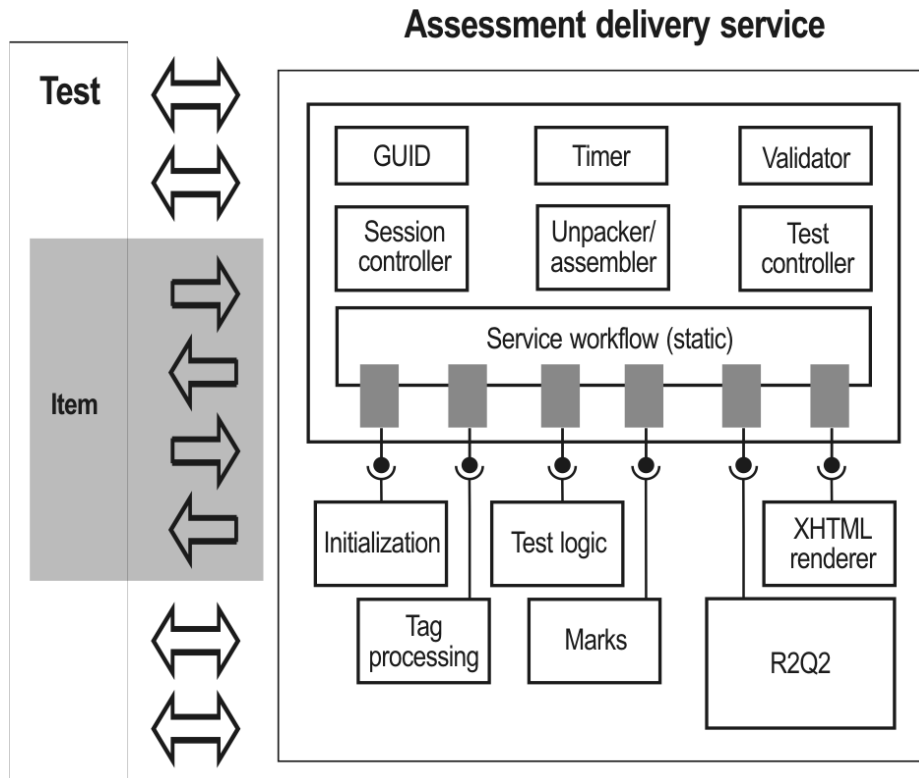 Assessment delivery service
Test
GUID
Timer
Validator
Session
controller
Unpacker/
assembler
Test
controller
Service workflow (static)
Item
Initialization
Test logic
XHTML
renderer
Tag
processing
Marks
R2Q2